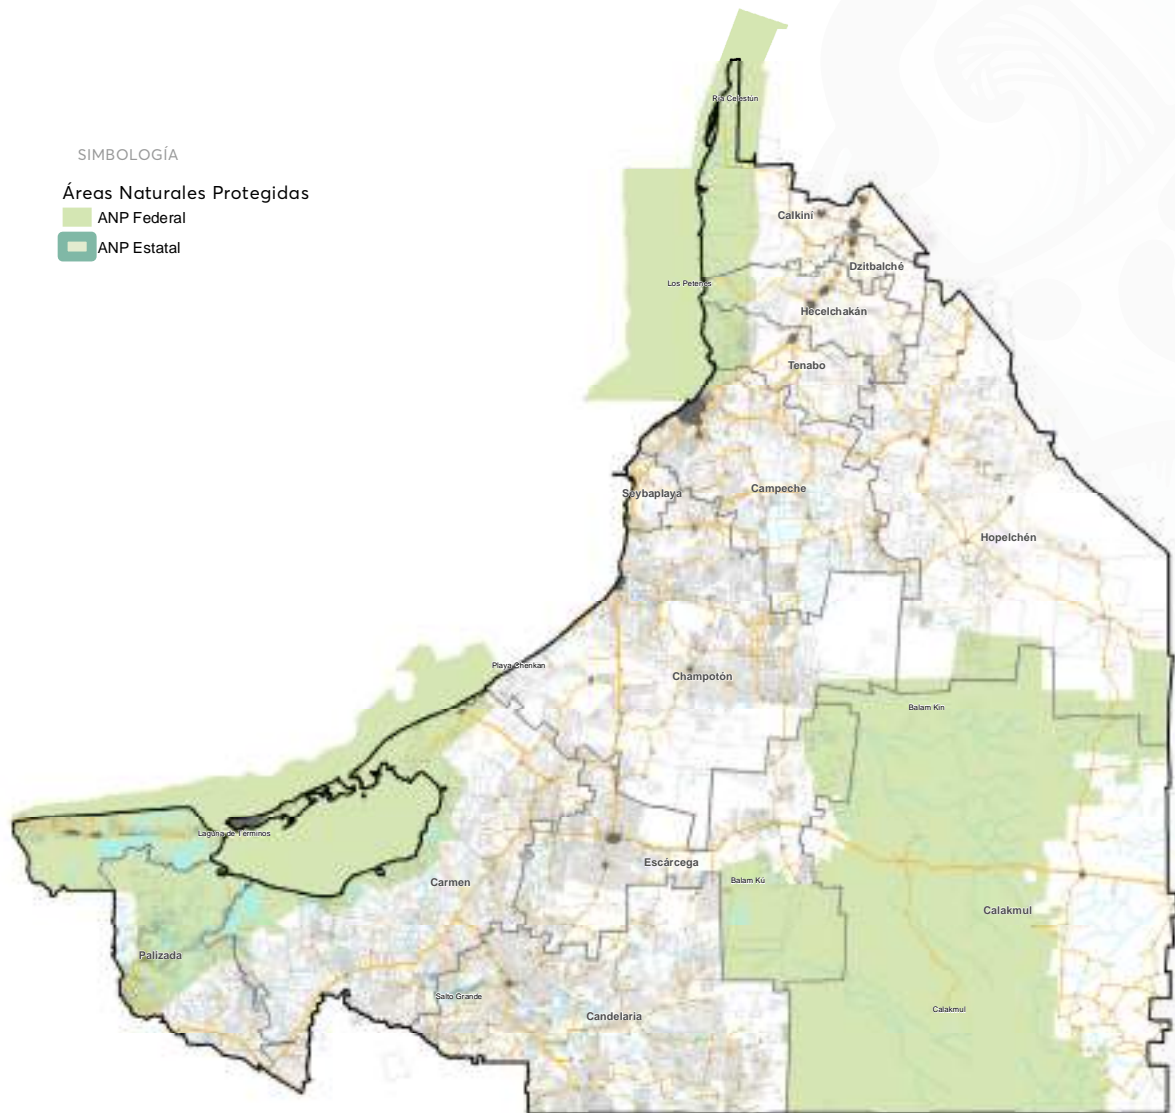 Ría Celestún
SIMBOLOGÍA
Áreas Naturales Protegidas
ANP Federal
ANP Estatal
Calkiní
Dzitbalché
Los Petenes
Hecelchakán
Tenabo
Seybaplaya
Campeche
Hopelchén
Playa Chenkan
Champotón
Balam Kin
Laguna de Términos
Escárcega
Balam Kú
Carmen
Calakmul
Palizada
Salto Grande
Calakmul
Candelaria